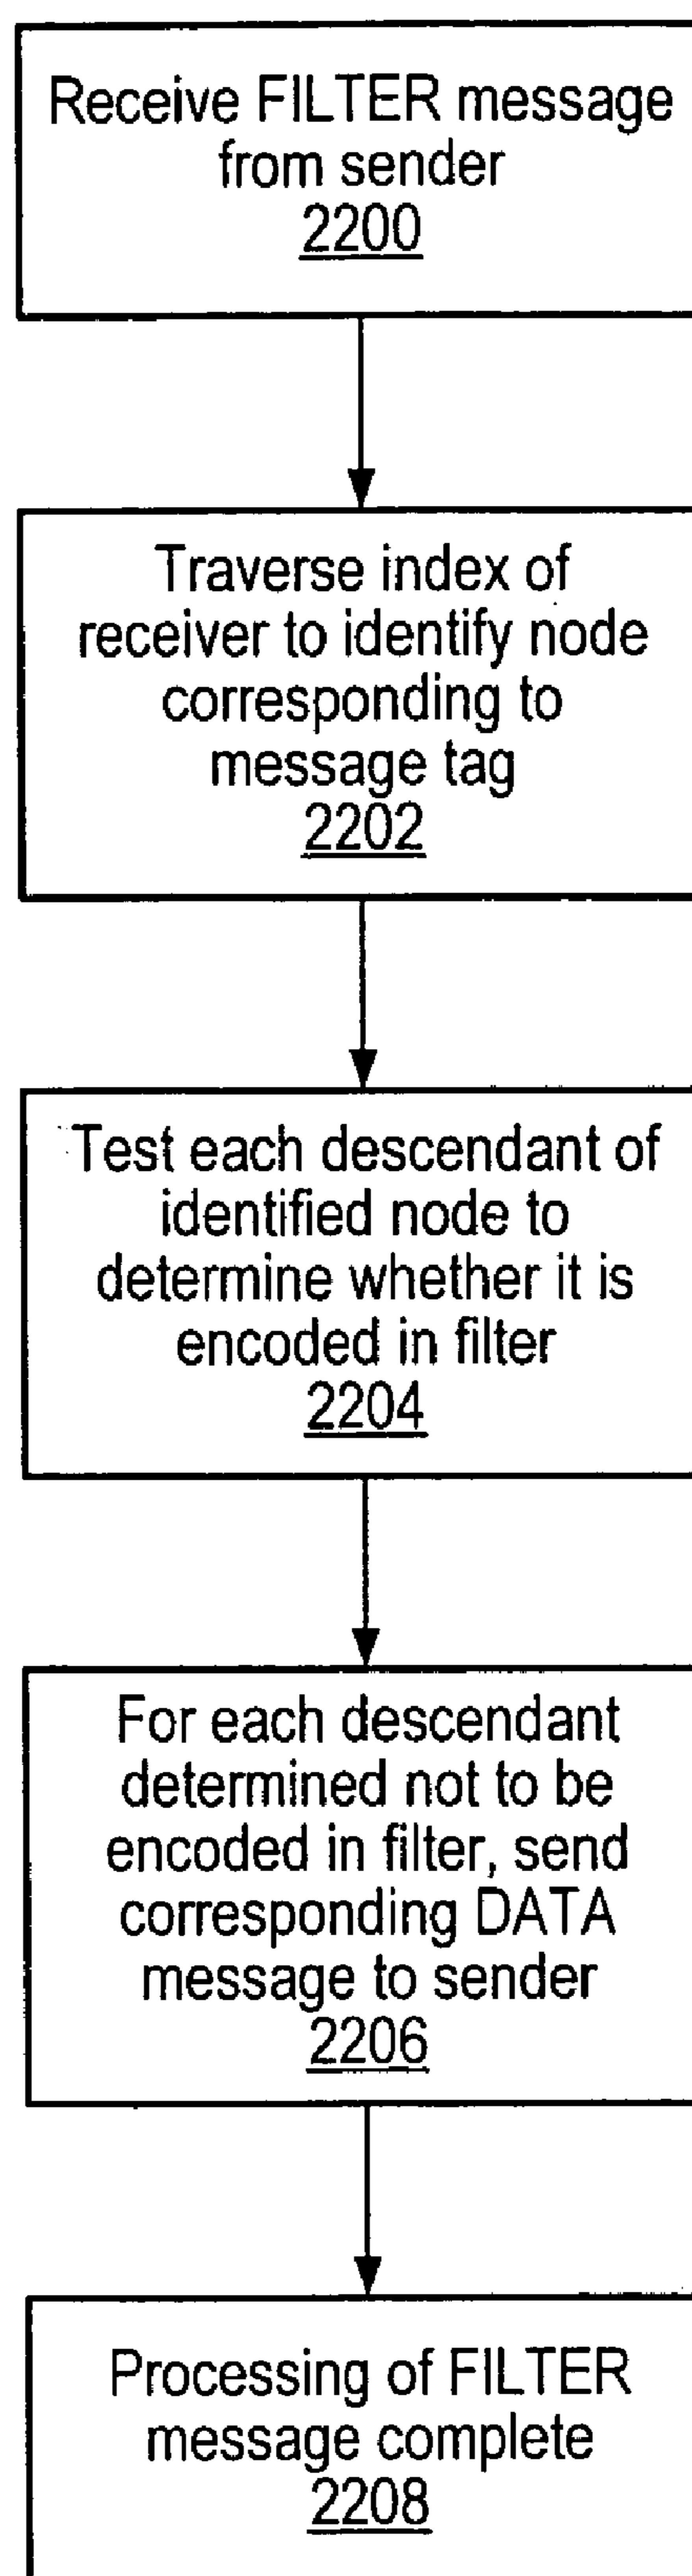 Receive FILTER message
from sender
2200
Traverse index of
receiver to identify node
corresponding to
message tag
2202
Test each descendant of
identified node to
determine whether it is
encoded in filter
2204
For each descendant
determined not to be
encoded in filter, send
corresponding DATA
message to sender
2206
Processing of FILTER
message complete
2208